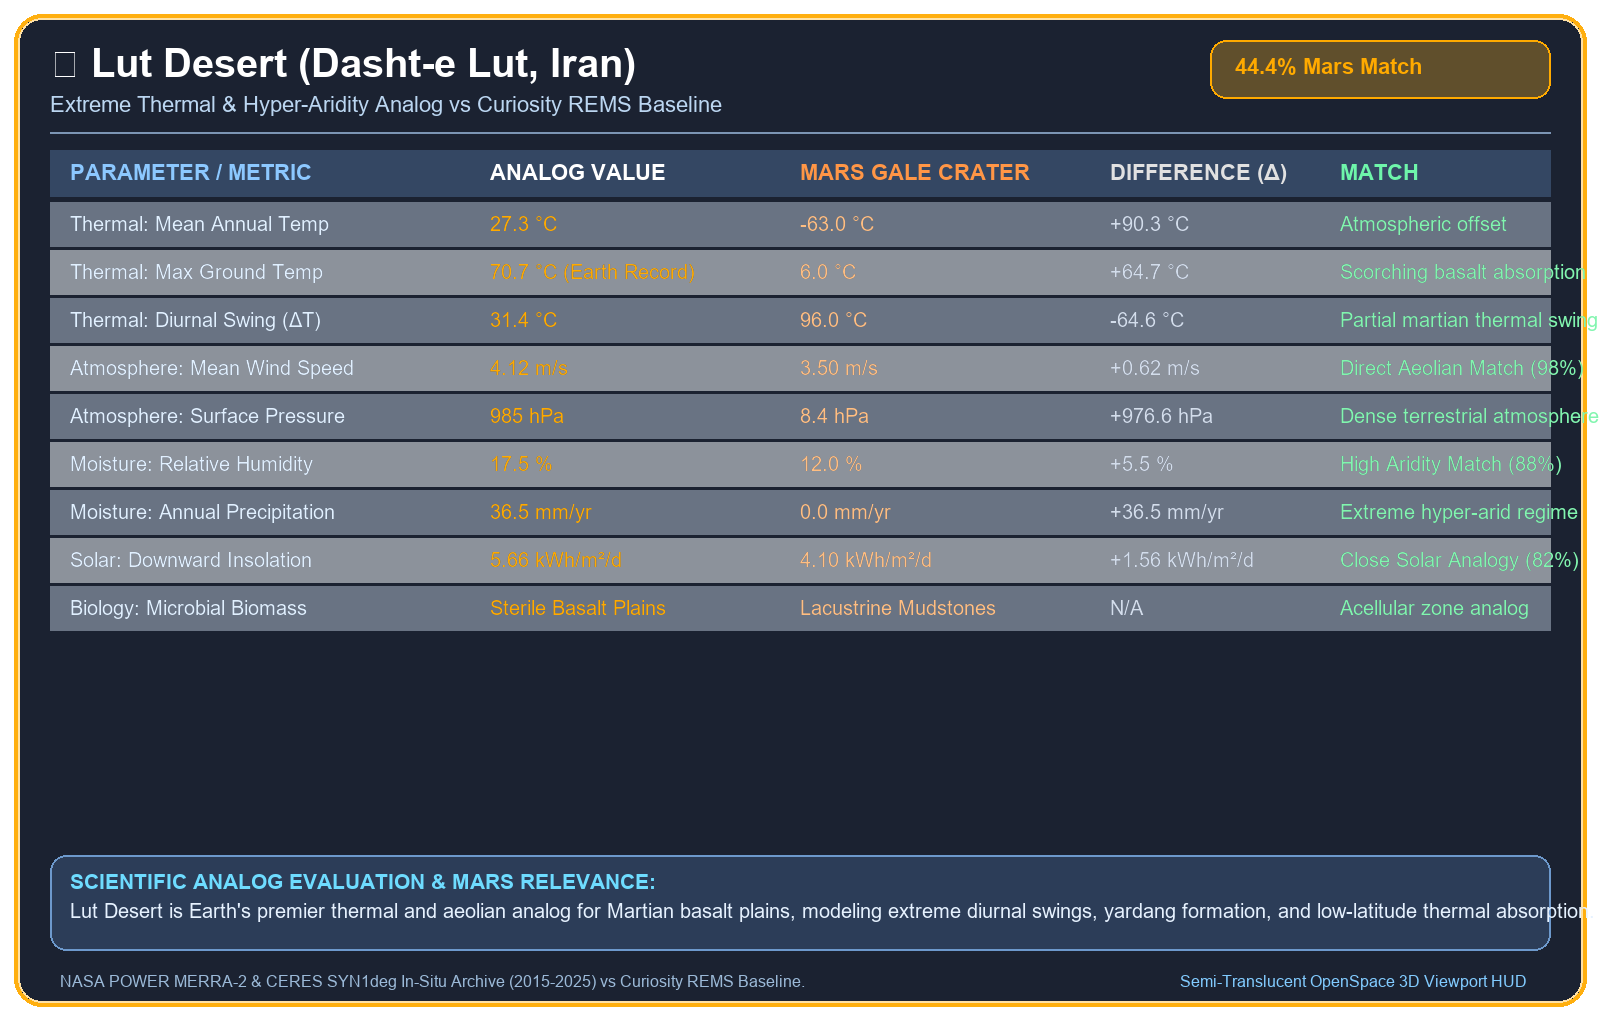 Lut Desert (Dasht-e Lut, Iran)
44.4% Mars Match
Extreme Thermal & Hyper-Aridity Analog vs Curiosity REMS Baseline
PARAMETER / METRIC ANALOG VALUE MARS GALE CRATER DIFFERENCE (Δ) MATCH
Thermal: Mean Annual Temp 27.3 °C -63.0 °C +90.3 °C Atmospheric offset
Thermal: Max Ground Temp 70.7 °C (Earth Record) 6.0 °C +64.7 °C Scorching basalt absorption
Thermal: Diurnal Swing (ΔT) 31.4 °C 96.0 °C -64.6 °C Partial martian thermal swing
Atmosphere: Mean Wind Speed 4.12 m/s 3.50 m/s +0.62 m/s Direct Aeolian Match (98%)
Atmosphere: Surface Pressure 985 hPa 8.4 hPa +976.6 hPa Dense terrestrial atmosphere
Moisture: Relative Humidity 17.5 % 12.0 % +5.5 % High Aridity Match (88%)
Moisture: Annual Precipitation 36.5 mm/yr 0.0 mm/yr +36.5 mm/yr Extreme hyper-arid regime
Solar: Downward Insolation 5.66 kWh/m²/d 4.10 kWh/m²/d +1.56 kWh/m²/d Close Solar Analogy (82%)
Biology: Microbial Biomass Sterile Basalt Plains Lacustrine Mudstones N/A Acellular zone analog
SCIENTIFIC ANALOG EVALUATION & MARS RELEVANCE:
Lut Desert is Earth's premier thermal and aeolian analog for Martian basalt plains, modeling extreme diurnal swings, yardang formation, and low-latitude thermal absorption
NASA POWER MERRA-2 & CERES SYN1deg In-Situ Archive (2015-2025) vs Curiosity REMS Baseline.
Semi-Translucent OpenSpace 3D Viewport HUD